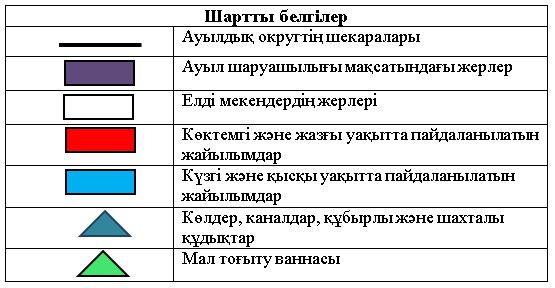 Шартты белгілер
Ауылдық округтің шекаралары
Ауыл шаруашылығы мақсатындағы жерлер
Елді мекендердің жерлері
Көктемгі және жазғы уақытта пайдаланылатын
жайылымдар
Күзгі және қысқы уақытта пайдаланылатын
жайылымдар
Көлдер, каналдар, құбырлы және шахталы
құдықтар
Мал тоғыту ваннасы